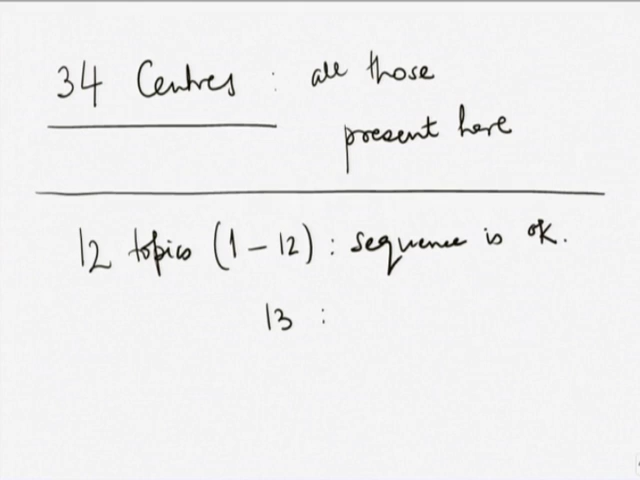 34 Centres : all those
present here
12 topics (1 - 12) : sequence is ok.
13 :